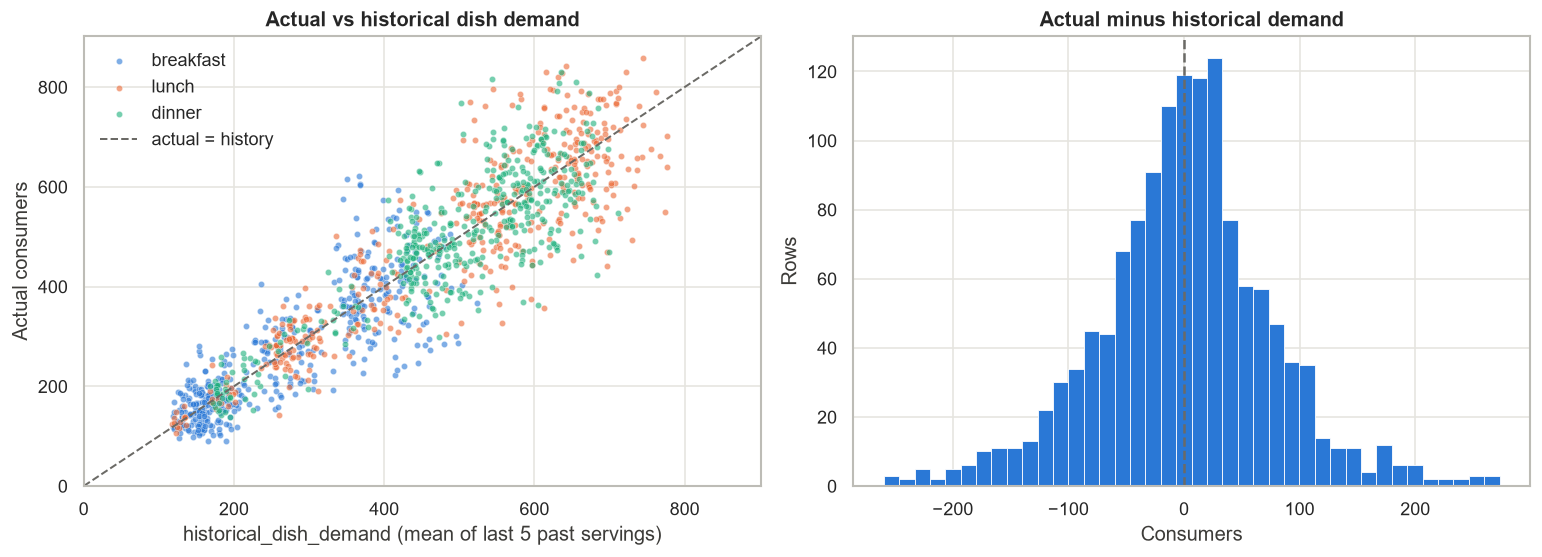 Actual vs historical dish demand
breakfast
lunch
dinner
actual = history
Actual consumers
800
600
400
200
0
0 200 400 600 800
historical_dish_demand (mean of last 5 past servings)
Actual minus historical demand
Rows
120
100
80
60
40
20
0
−200 −100 0 100 200
Consumers